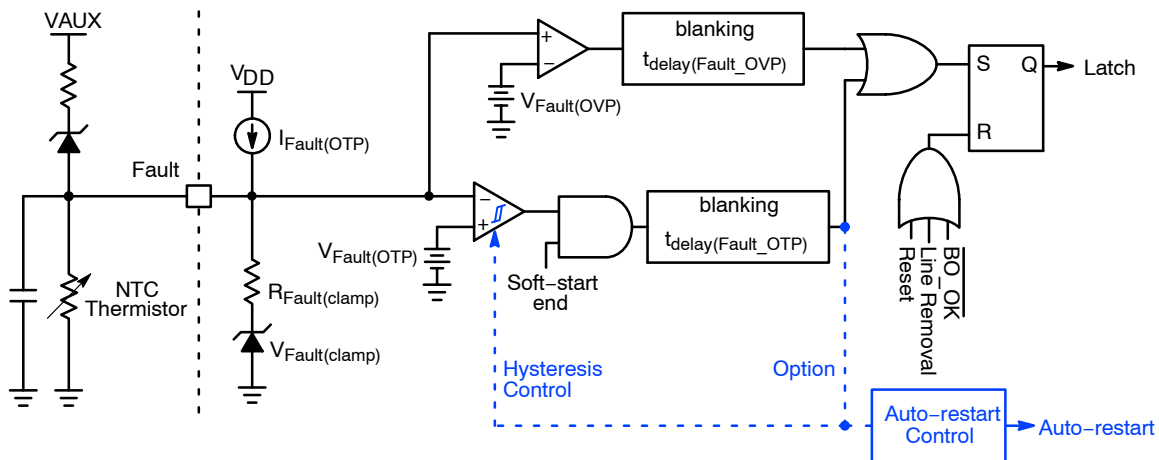 VAUX
VDD
IFault(OTP)
Fault
NTC
Thermistor
RFault(clamp)
VFault(clamp)
VFault(OVP)
+
−
blanking
tdelay(Fault_OVP)
VFault(OTP)
−
+
Soft−start
end
blanking
tdelay(Fault_OTP)
S
Q
R
Latch
Reset
Line Removal
BO_OK
Hysteresis
Control
Option
Auto−restart
Control
Auto−restart